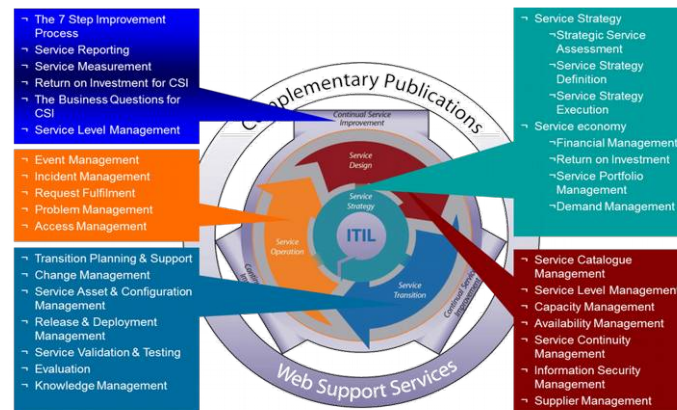 ¬ The 7 Step Improvement
Process
¬ Service Reporting
¬ Service Measurement
¬ Return on Investment for CSI
¬ The Business Questions for
CSI
¬ Service Level Management
¬ Event Management
¬ Incident Management
¬ Request Fulfilment
¬ Problem Management
¬ Access Management
¬ Transition Planning & Support
¬ Change Management
¬ Service Asset & Configuration
Management
¬ Release & Deployment
Management
¬ Service Validation & Testing
¬ Evaluation
¬ Knowledge Management
Complementary Publications
Continual Service
Improvement
Service
Design
Service
Strategy
ITIL
Service
Operation
Service
Transition
Continual Service
Web Support Services
¬ Service Strategy
¬Strategic Service
Assessment
¬Service Strategy
Definition
¬Service Strategy
Execution
¬ Service economy
¬Financial Management
¬Return on Investment
¬Service Portfolio
Management
¬Demand Management
¬ Service Catalogue
Management
¬ Service Level Management
¬ Capacity Management
¬ Availability Management
¬ Service Continuity
Management
¬ Information Security
Management
¬ Supplier Management